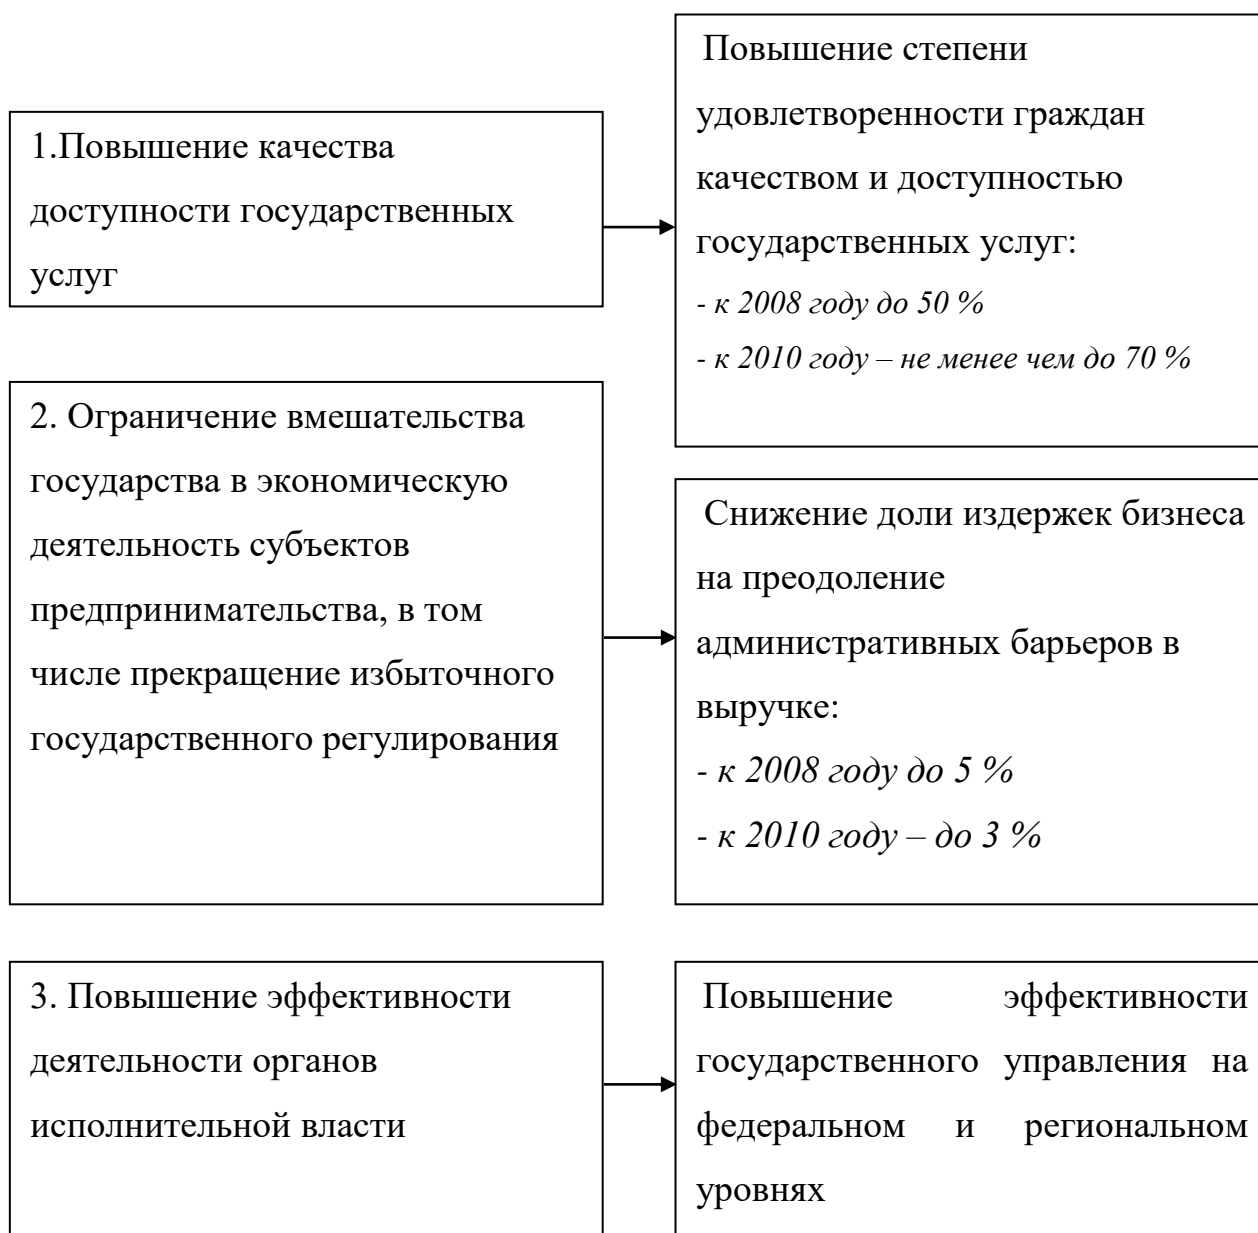 1.Повышение качества
доступности государственных
услуг
Повышение степени
удовлетворенности граждан
качеством и доступностью
государственных услуг:
- к 2008 году до 50 %
- к 2010 году – не менее чем до 70 %
2. Ограничение вмешательства
государства в экономическую
деятельность субъектов
предпринимательства, в том
числе прекращение избыточного
государственного регулирования
Снижение доли издержек бизнеса
на преодоление
административных барьеров в
выручке:
- к 2008 году до 5 %
- к 2010 году – до 3 %
3. Повышение эффективности
деятельности органов
исполнительной власти
Повышение эффективности
государственного управления на
федеральном и региональном
уровнях